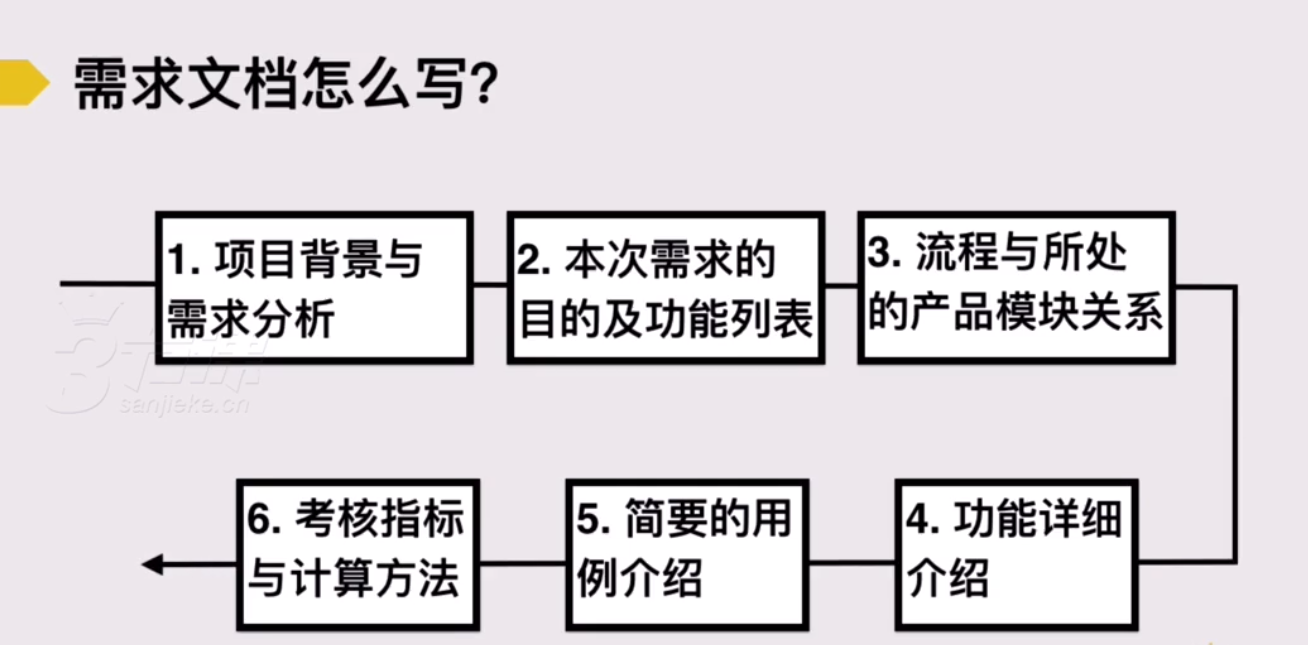 需求文档怎么写?
1. 项目背景与
需求分析
2. 本次需求的
目的及功能列表
3. 流程与所处
的产品模块关系
4. 功能详细
介绍
5. 简要的用
例介绍
6. 考核指标
与计算方法
sanjieke.cn